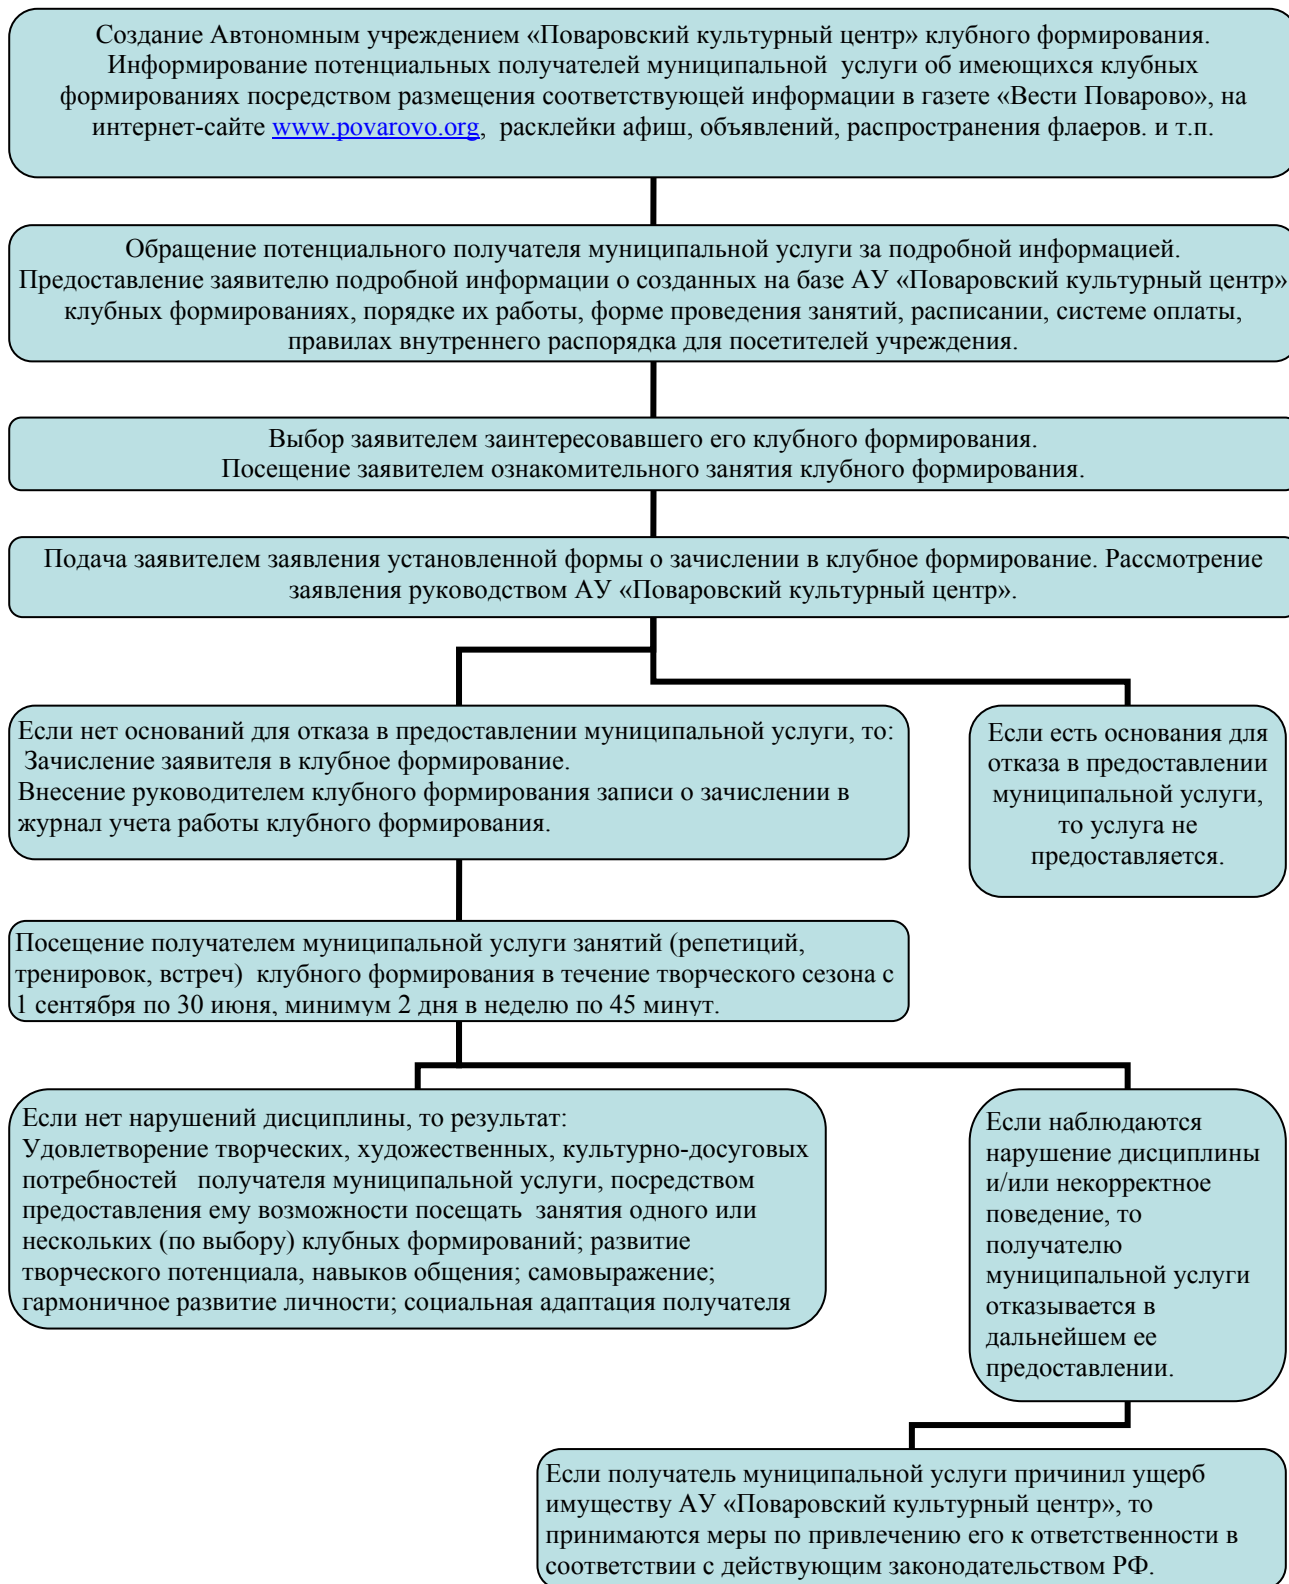 Создание Автономным учреждением «Поваровский культурный центр» клубного формирования.
Информирование потенциальных получателей муниципальной услуги об имеющихся клубных
формированиях посредством размещения соответствующей информации в газете «Вести Поварово», на
интернет-сайте www.povarovo.org, расклейки афиш, объявлений, распространения флаеров. и т.п.
Обращение потенциального получателя муниципальной услуги за подробной информацией.
Предоставление заявителю подробной информации о созданных на базе АУ «Поваровский культурный центр»
клубных формированиях, порядке их работы, форме проведения занятий, расписании, системе оплаты,
правилах внутреннего распорядка для посетителей учреждения.
Выбор заявителем заинтересовавшего его клубного формирования.
Посещение заявителем ознакомительного занятия клубного формирования.
Подача заявителем заявления установленной формы о зачислении в клубное формирование. Рассмотрение
заявления руководством АУ «Поваровский культурный центр».
Если нет оснований для отказа в предоставлении муниципальной услуги, то:
Зачисление заявителя в клубное формирование.
Внесение руководителем клубного формирования записи о зачислении в
журнал учета работы клубного формирования.
Если есть основания для
отказа в предоставлении
муниципальной услуги,
то услуга не
предоставляется.
Посещение получателем муниципальной услуги занятий (репетиций,
тренировок, встреч) клубного формирования в течение творческого сезона с
1 сентября по 30 июня, минимум 2 дня в неделю по 45 минут.
Если нет нарушений дисциплины, то результат:
Удовлетворение творческих, художественных, культурно-досуговых
потребностей получателя муниципальной услуги, посредством
предоставления ему возможности посещать занятия одного или
нескольких (по выбору) клубных формирований; развитие
творческого потенциала, навыков общения; самовыражение;
гармоничное развитие личности; социальная адаптация получателя
Если наблюдаются
нарушение дисциплины
и/или некорректное
поведение, то
получателю
муниципальной услуги
отказывается в
дальнейшем ее
предоставлении.
Если получатель муниципальной услуги причинил ущерб
имуществу АУ «Поваровский культурный центр», то
принимаются меры по привлечению его к ответственности в
соответствии с действующим законодательством РФ.